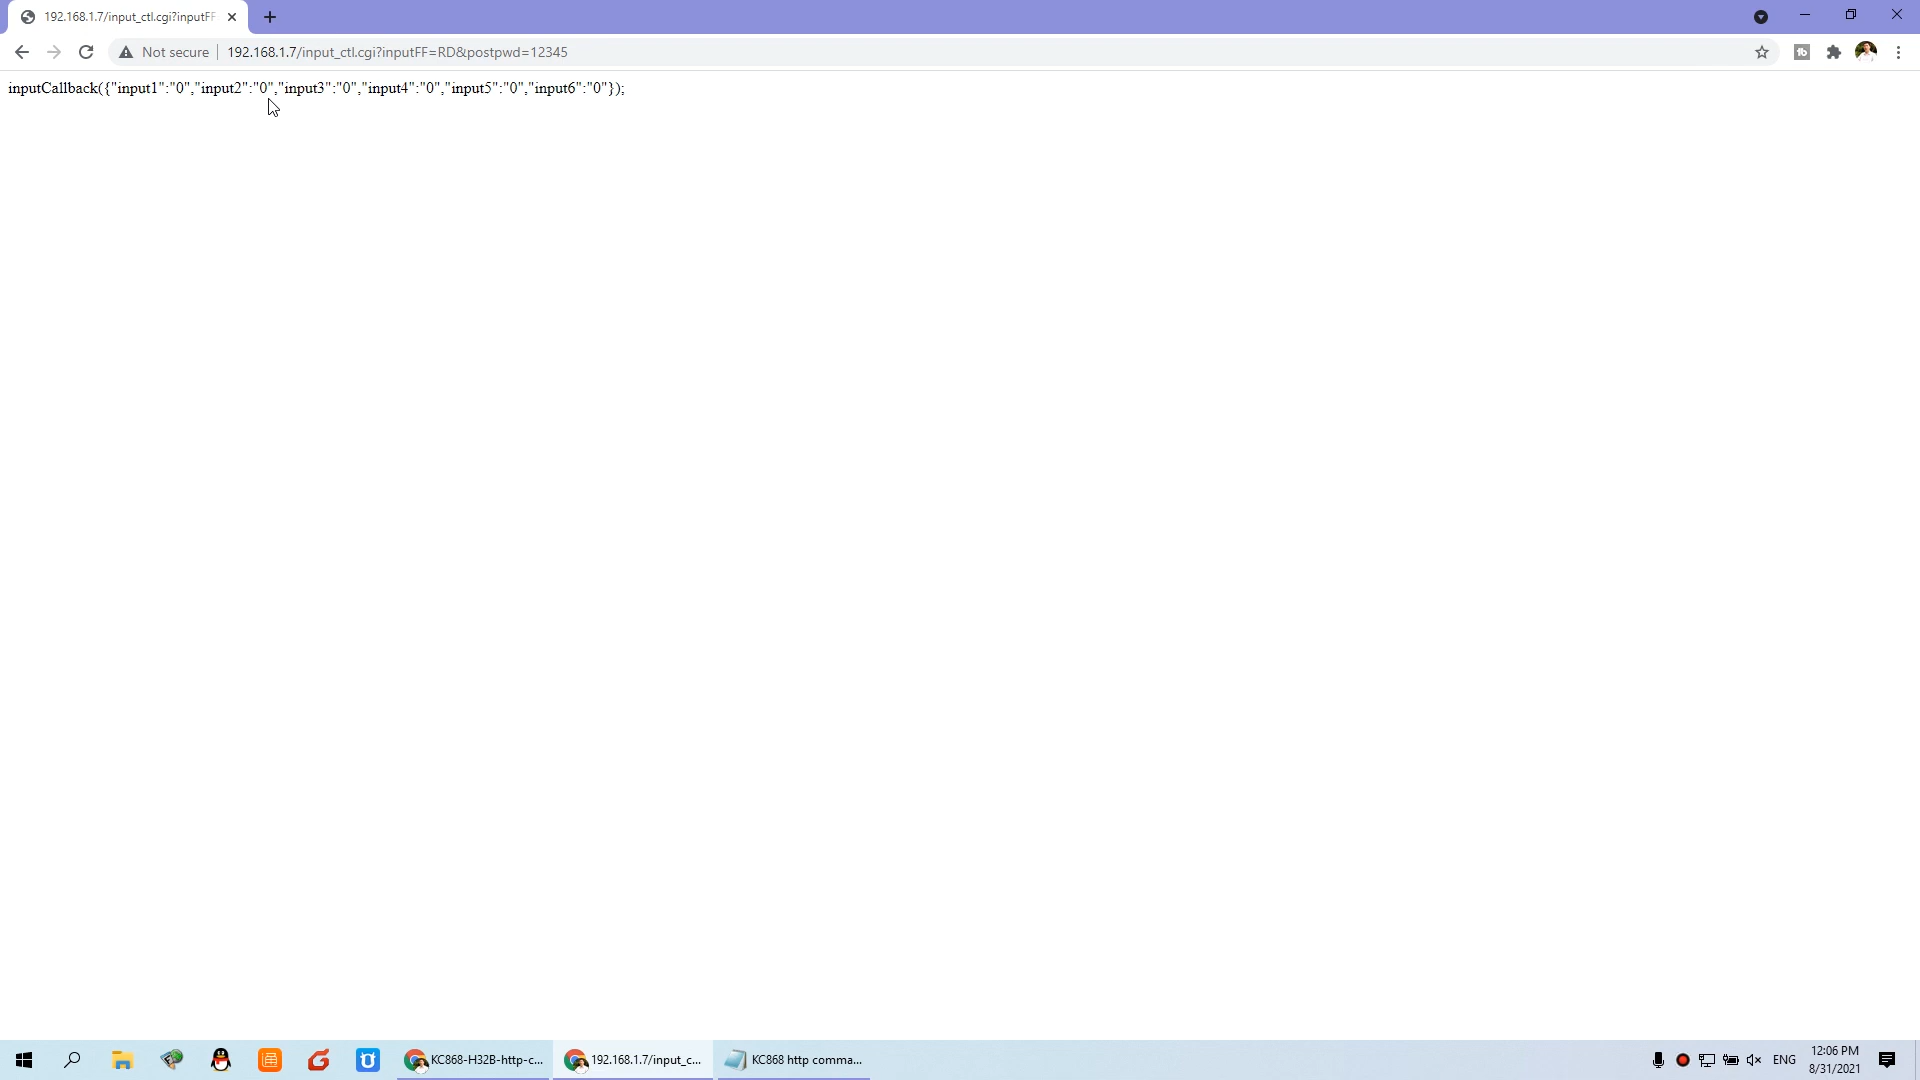 192.168.1.7/input_ctl.cgi?inputFF
Not secure
192.168.1.7/input_ctl.cgi?inputFF=RD&postpwd=12345
inputCallback({"input1":"0","input2":"0","input3":"0","input4":"0","input5":"0","input6":"0"});
KC868-H32B-http-c...
192.168.1.7/input_c...
KC868 http comma...
ENG
12:06 PM
8/31/2021